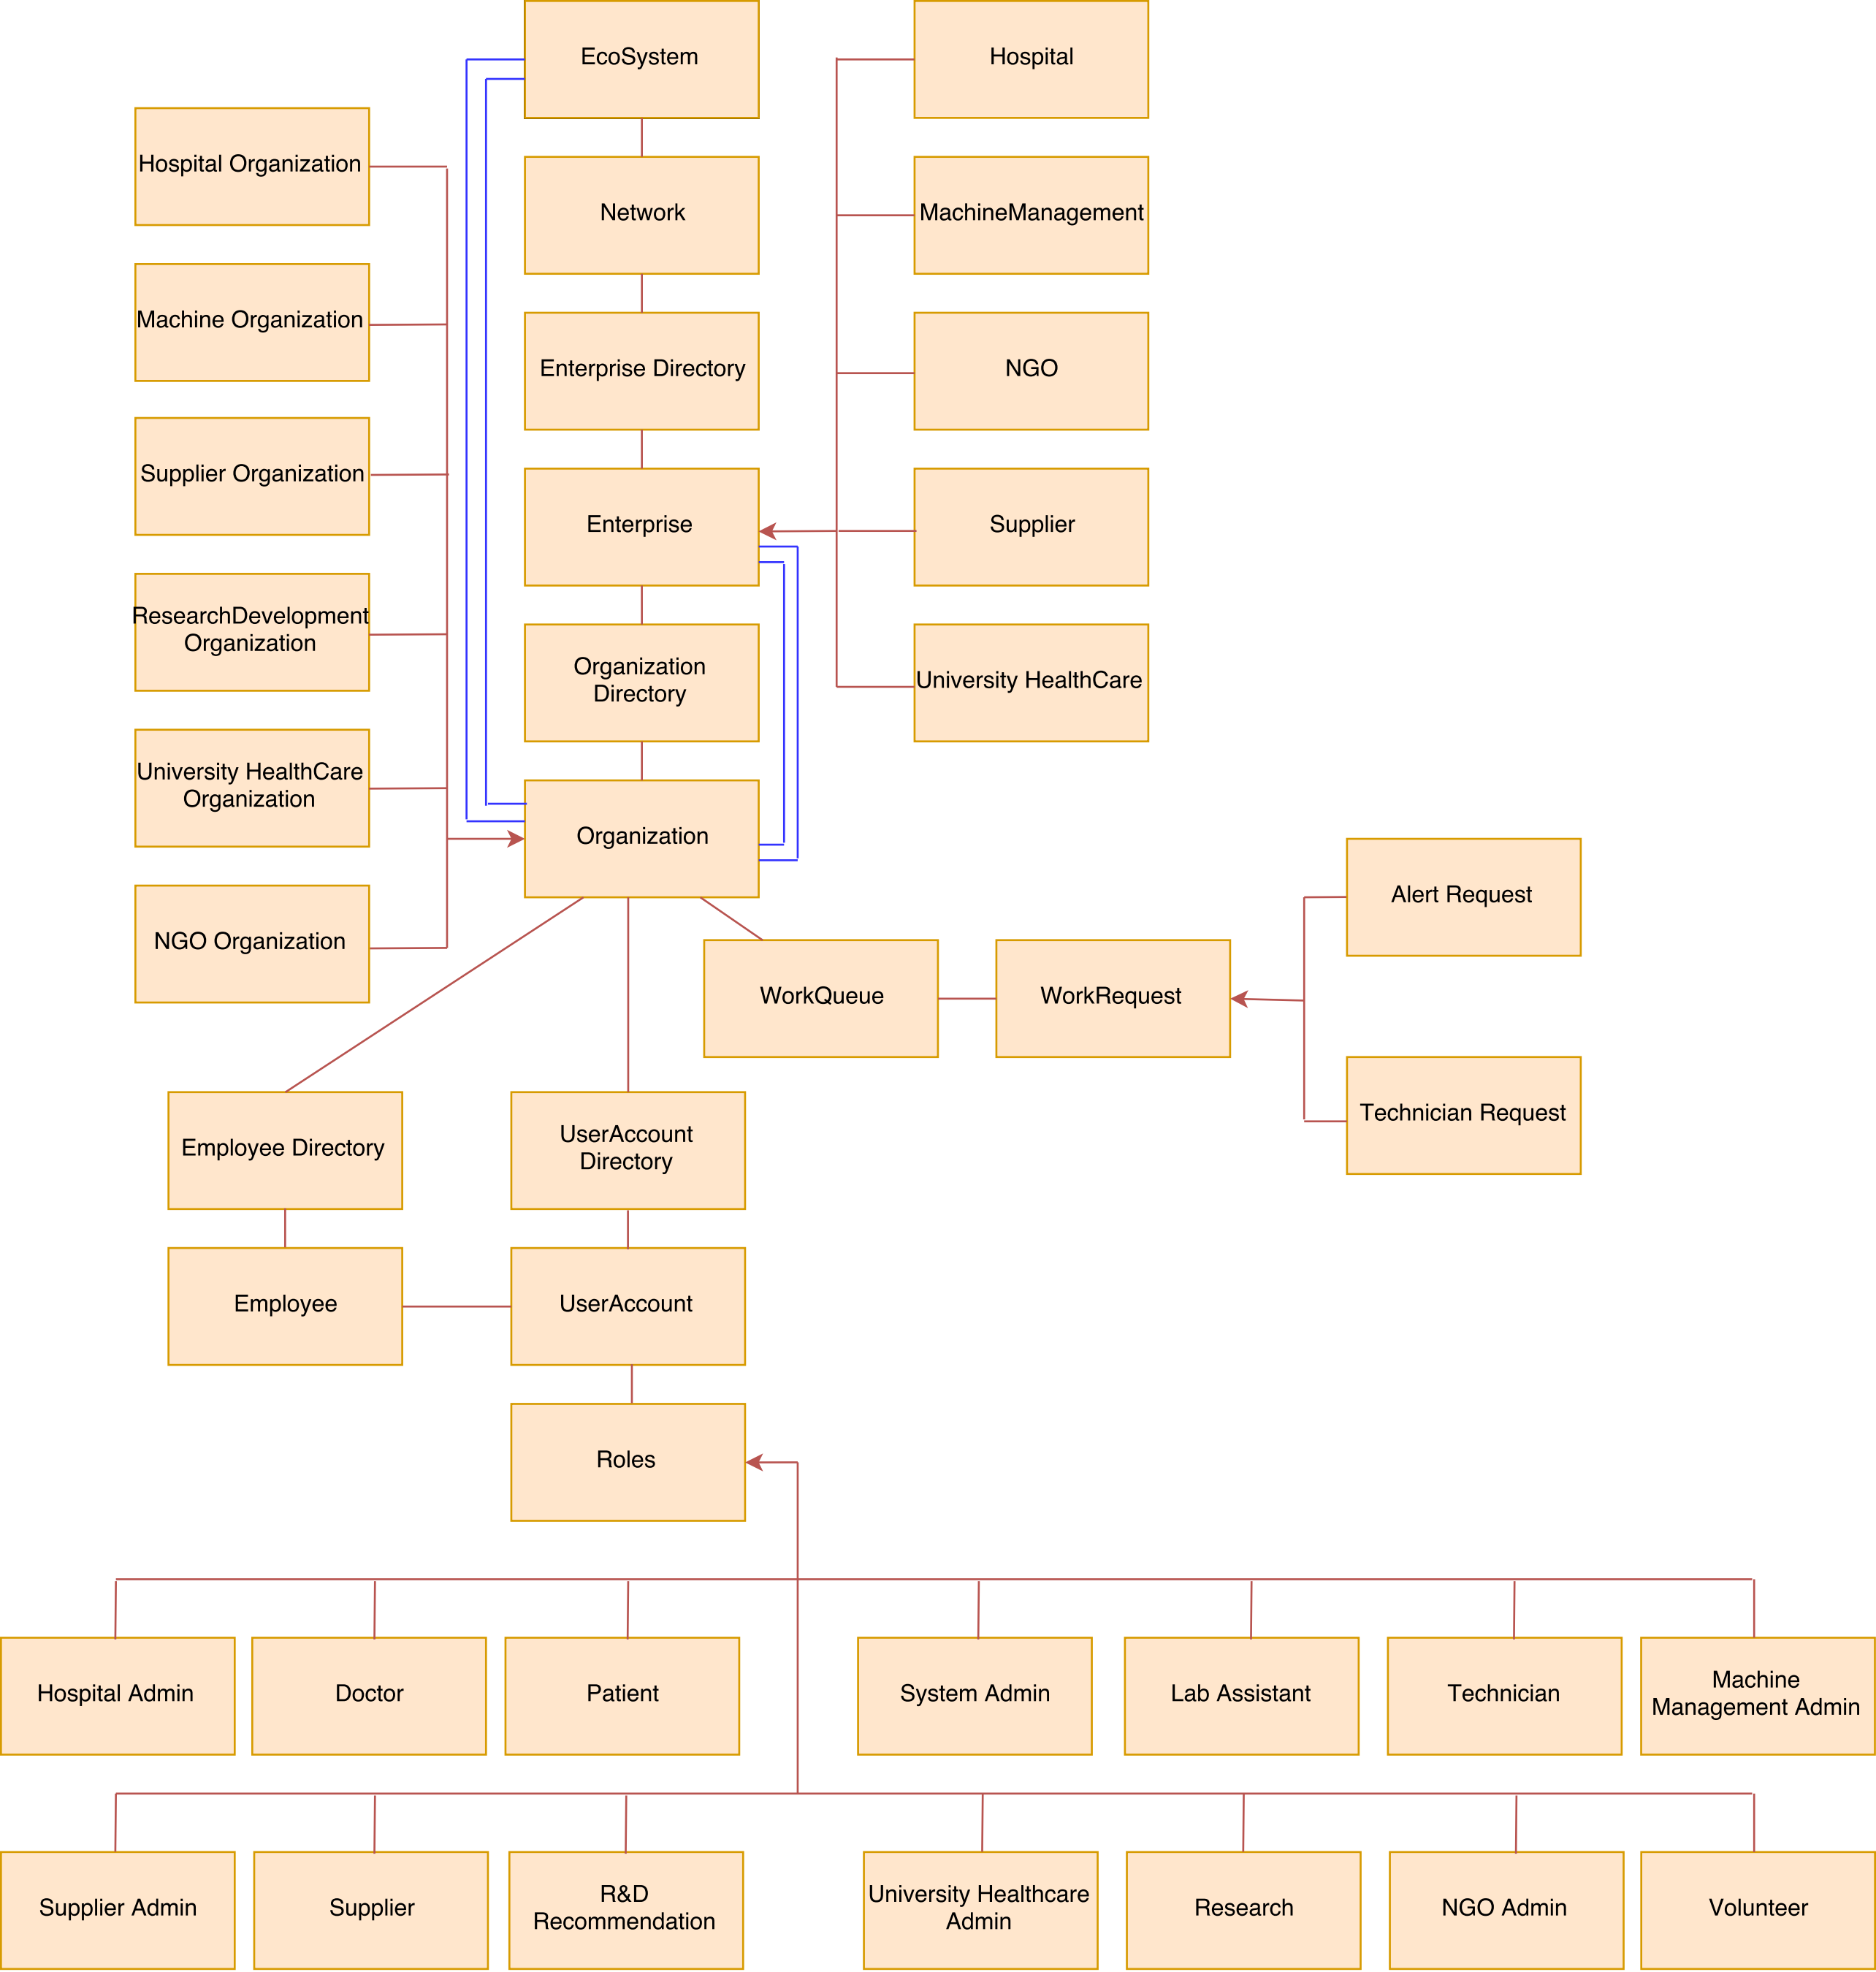 EcoSystem
Hospital
Hospital Organization
Network
MachineManagement
Machine Organization
Enterprise Directory
NGO
Supplier Organization
Enterprise
Supplier
ResearchDevelopment
Organization
Organization
Directory
University HealthCare
University HealthCare
Organization
Organization
Alert Request
NGO Organization
WorkQueue
WorkRequest
Technician Request
Employee Directory
UserAccount
Directory
Employee
UserAccount
Roles
Hospital Admin
Doctor
Patient
System Admin
Lab Assistant
Technician
Machine
Management Admin
Supplier Admin
Supplier
R&D
Recommendation
University Healthcare
Admin
Research
NGO Admin
Volunteer